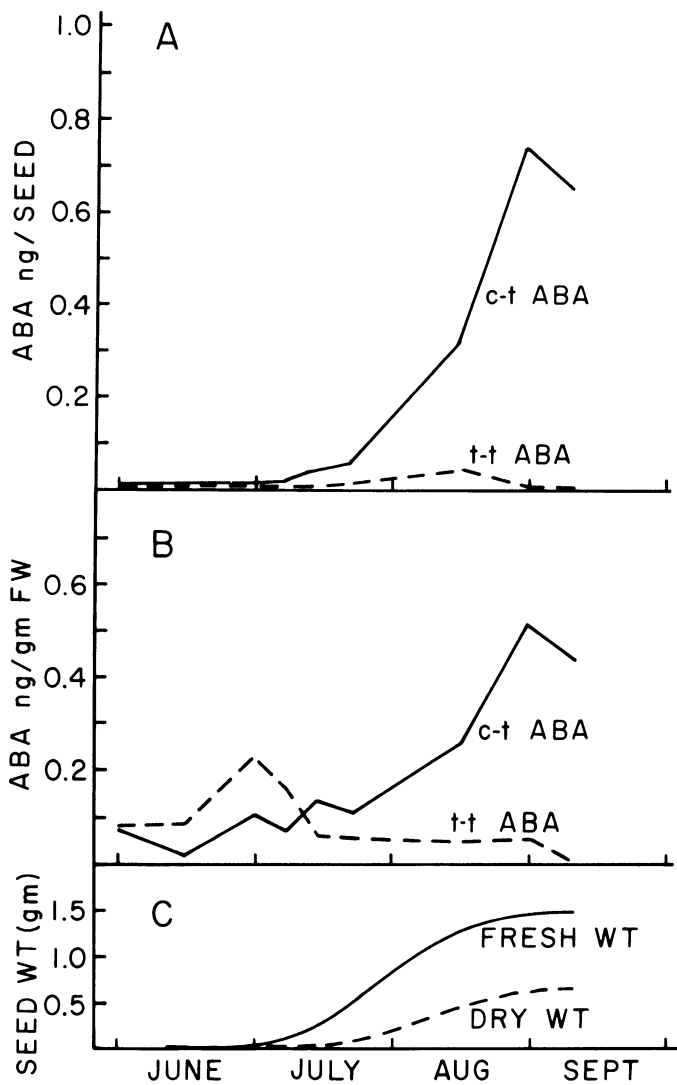 A
1.0
0.8
0.6
0.4
0.2
ABA ng/SEED
c-t ABA
t-t ABA
B
0.6
0.4
0.2
ABA ng/gm FW
c-t ABA
t-t ABA
C
1.5
1.0
0.5
SEED WT (gm)
FRESH WT
DRY WT
JUNE JULY AUG SEPT